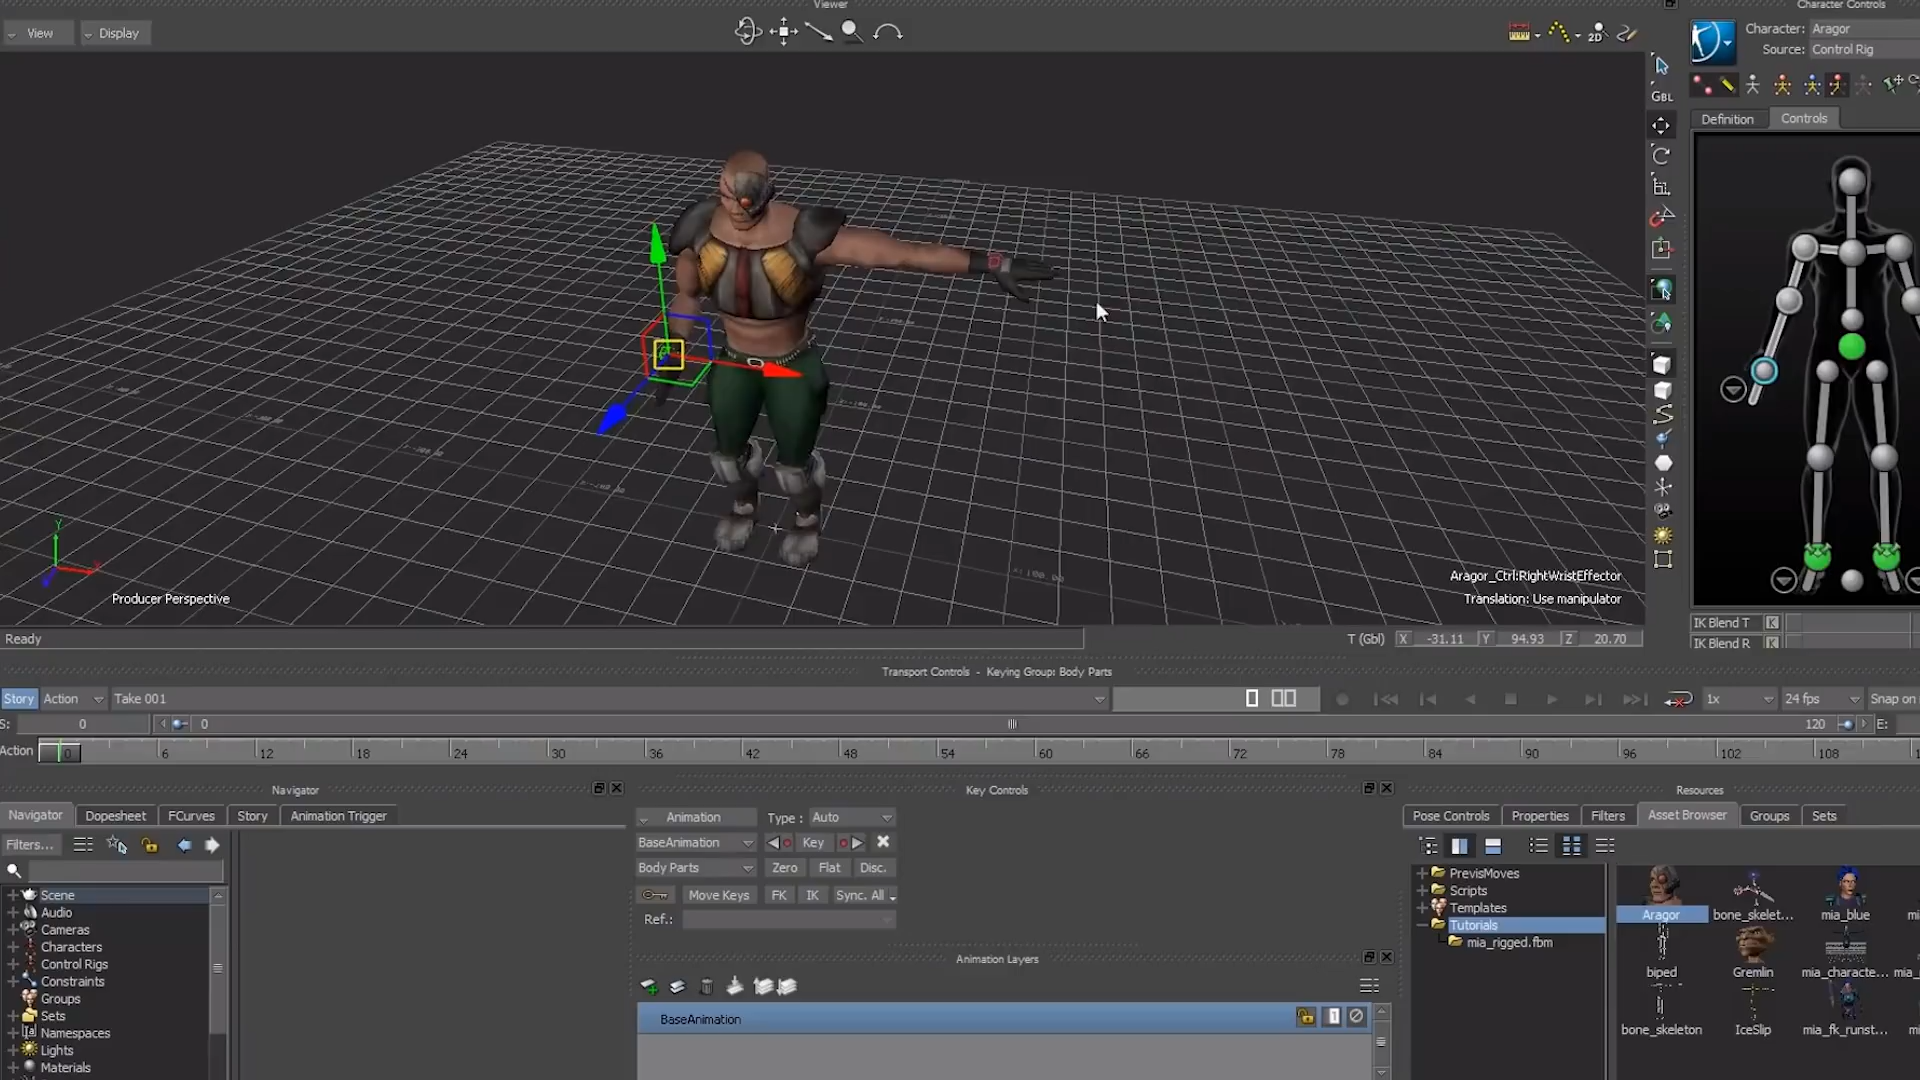 Viewer
Character Controls
View
Display
2D
Character: Aragor
Source: Control Rig
GBL
Definition
Controls
Aragor_Ctrl:RightWristEffector
Translation: Use manipulator
Producer Perspective
Y
X
IK Blend T K
IK Blend R K
Ready
T (Gbl) X -31.11 Y 94.93 Z 20.70
Transport Controls - Keying Group: Body Parts
Story Action Take 001
1x 24 fps Snap on
S: 0 0 120 E:
Action 0 6 12 18 24 30 36 42 48 54 60 66 72 78 84 90 96 102 108
Navigator
Key Controls
Resources
Navigator Dopesheet FCurves Story Animation Trigger
Animation Type : Auto
Pose Controls Properties Filters Asset Browser Groups Sets
Filters...
BaseAnimation Key
Body Parts Zero Flat Disc.
Move Keys FK IK Sync. All
Ref.:
Scene
Audio
Cameras
Characters
Control Rigs
Constraints
Groups
Sets
Namespaces
Lights
Materials
Animation Layers
BaseAnimation 1
PrevisMoves
Scripts
Templates
Tutorials
mia_rigged.fbm
Aragor bone_skelet... mia_blue
biped Gremlin mia_characte...
bone_skeleton IceSlip mia_fk_runst...